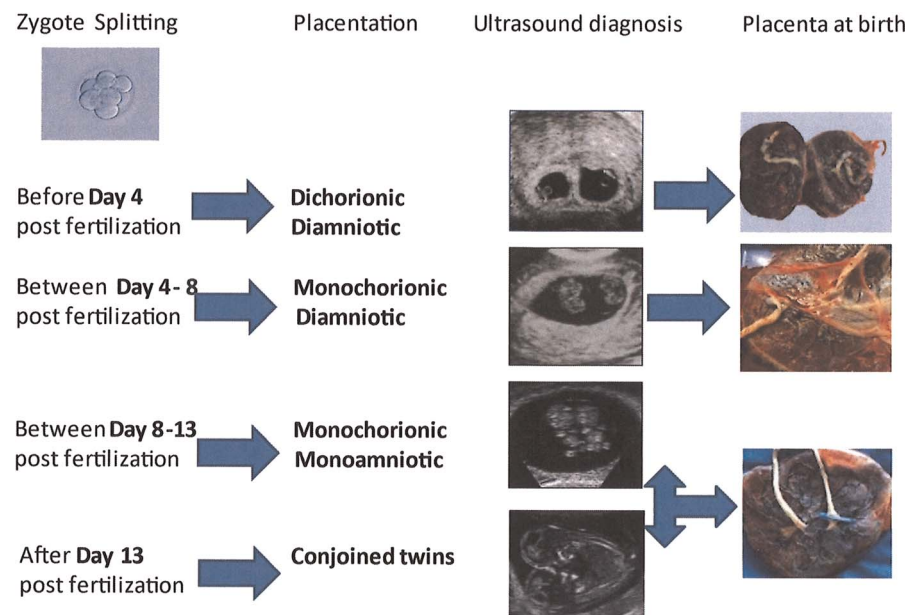 Zygote Splitting
Placentation
Ultrasound diagnosis
Placenta at birth
Before Day 4
post fertilization
Dichorionic
Diamniotic
Between Day 4-8
post fertilization
Monochorionic
Diamniotic
Between Day 8-13
post fertilization
Monochorionic
Monoamniotic
After Day 13
post fertilization
Conjoined twins